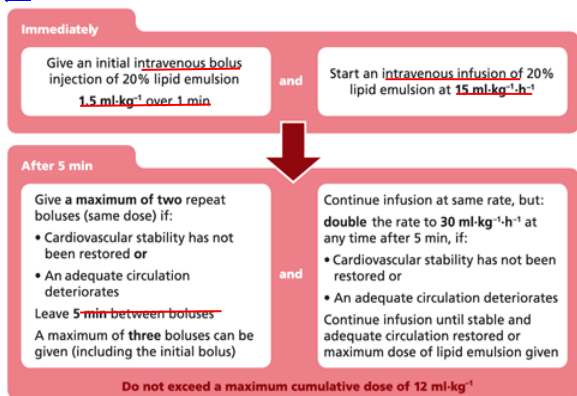 Immediately
Give an initial intravenous bolus
injection of 20% lipid emulsion
1.5 ml·kg⁻¹ over 1 min
and
Start an intravenous infusion of 20%
lipid emulsion at 15 ml·kg⁻¹·h⁻¹
After 5 min
Give a maximum of two repeat
boluses (same dose) if:
• Cardiovascular stability has not
been restored or
• An adequate circulation
deteriorates
Leave 5 min between boluses
A maximum of three boluses can be
given (including the initial bolus)
and
Continue infusion at same rate, but:
double the rate to 30 ml·kg⁻¹·h⁻¹ at
any time after 5 min, if:
• Cardiovascular stability has not been
restored or
• An adequate circulation deteriorates
Continue infusion until stable and
adequate circulation restored or
maximum dose of lipid emulsion given
Do not exceed a maximum cumulative dose of 12 ml·kg⁻¹